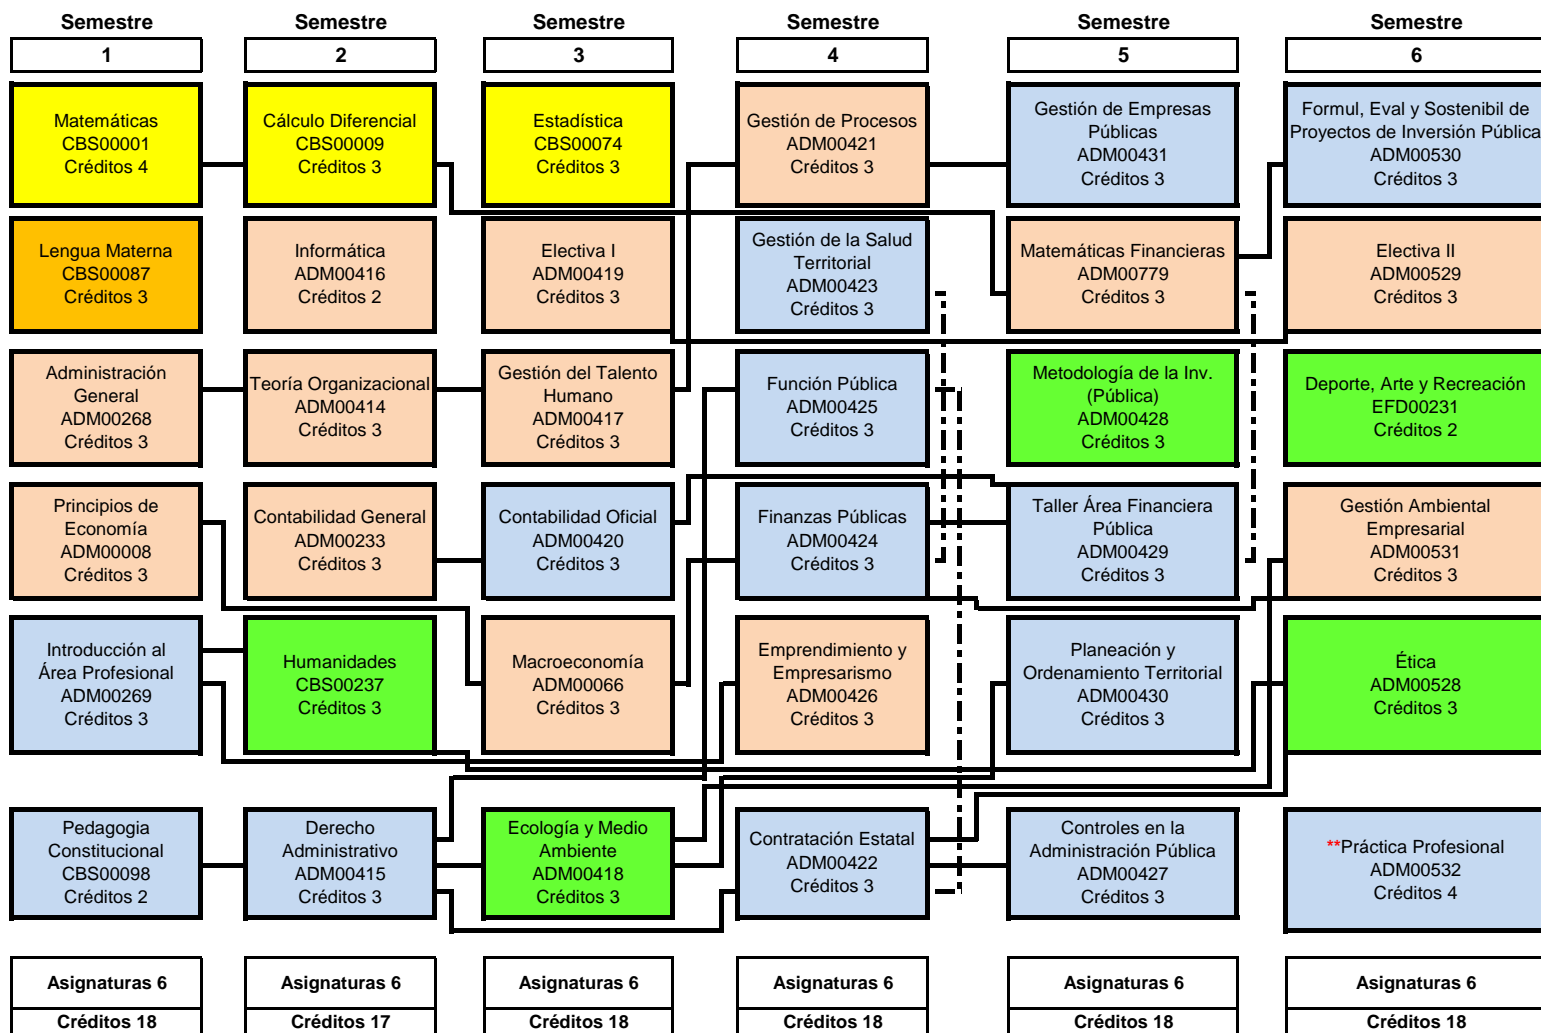 Semestre
1
Matemáticas
CBS00001
Créditos 4
Lengua Materna
CBS00087
Créditos 3
Administración
General
ADM00268
Créditos 3
Principios de
Economía
ADM00008
Créditos 3
Introducción al
Área Profesional
ADM00269
Créditos 3
Pedagogia
Constitucional
CBS00098
Créditos 2
Asignaturas 6
Créditos 18
Semestre
2
Cálculo Diferencial
CBS00009
Créditos 3
Informática
ADM00416
Créditos 2
Teoría Organizacional
ADM00414
Créditos 3
Contabilidad General
ADM00233
Créditos 3
Humanidades
CBS00237
Créditos 3
Derecho
Administrativo
ADM00415
Créditos 3
Asignaturas 6
Créditos 17
Semestre
3
Estadística
CBS00074
Créditos 3
Electiva I
ADM00419
Créditos 3
Gestión del Talento
Humano
ADM00417
Créditos 3
Contabilidad Oficial
ADM00420
Créditos 3
Macroeconomía
ADM00066
Créditos 3
Ecología y Medio
Ambiente
ADM00418
Créditos 3
Asignaturas 6
Créditos 18
Semestre
4
Gestión de Procesos
ADM00421
Créditos 3
Gestión de la Salud
Territorial
ADM00423
Créditos 3
Función Pública
ADM00425
Créditos 3
Finanzas Públicas
ADM00424
Créditos 3
Emprendimiento y
Empresarismo
ADM00426
Créditos 3
Contratación Estatal
ADM00422
Créditos 3
Asignaturas 6
Créditos 18
Semestre
5
Gestión de Empresas
Públicas
ADM00431
Créditos 3
Matemáticas Financieras
ADM00779
Créditos 3
Metodología de la Inv.
(Pública)
ADM00428
Créditos 3
Taller Área Financiera
Pública
ADM00429
Créditos 3
Planeación y
Ordenamiento Territorial
ADM00430
Créditos 3
Controles en la
Administración Pública
ADM00427
Créditos 3
Asignaturas 6
Créditos 18
Semestre
6
Formul, Eval y Sostenibil de
Proyectos de Inversión Pública
ADM00530
Créditos 3
Electiva II
ADM00529
Créditos 3
Deporte, Arte y Recreación
EFD00231
Créditos 2
Gestión Ambiental
Empresarial
ADM00531
Créditos 3
Ética
ADM00528
Créditos 3
**Práctica Profesional
ADM00532
Créditos 4
Asignaturas 6
Créditos 18